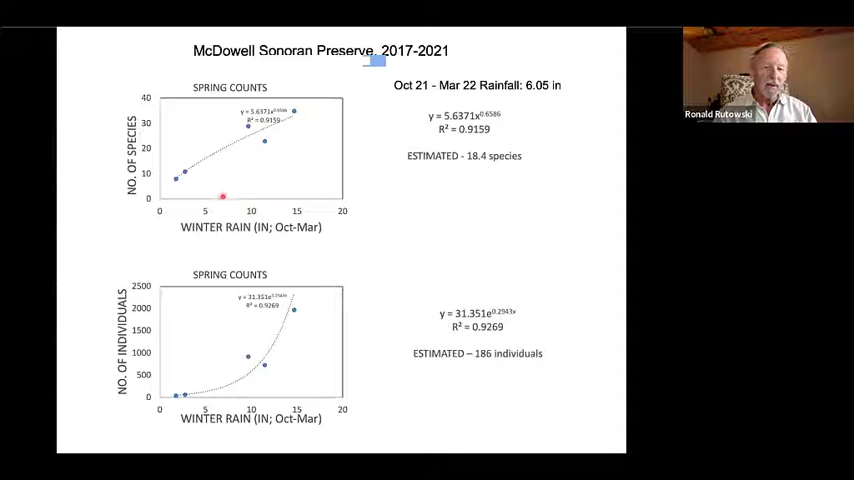 McDowell Sonoran Preserve, 2017-2021
SPRING COUNTS
Oct 21 - Mar 22 Rainfall: 6.05 in
40
30
20
10
0
NO. OF SPECIES
y = 5.6371x^0.6586
R² = 0.9159
0 5 10 15 20
WINTER RAIN (IN; Oct-Mar)
y = 5.6371x^0.6586
R² = 0.9159
ESTIMATED - 18.4 species
Ronald Rutowski
SPRING COUNTS
2500
2000
1500
1000
500
0
NO. OF INDIVIDUALS
y = 31.351e^0.2943x
R² = 0.9269
0 5 10 15 20
WINTER RAIN (IN; Oct-Mar)
y = 31.351e^0.2943x
R² = 0.9269
ESTIMATED – 186 individuals